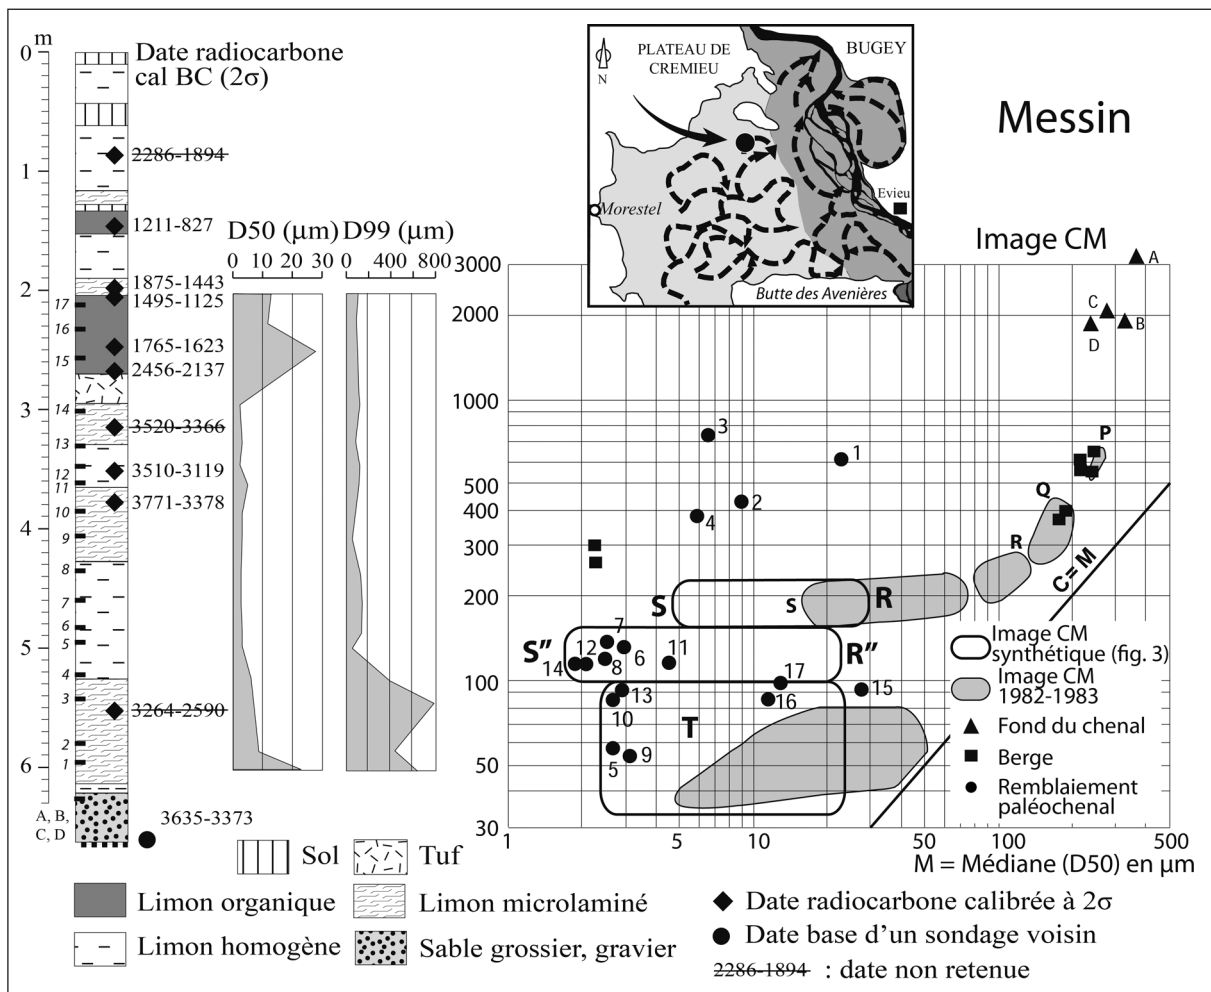 m
0
1
2
3
4
5
6
Date radiocarbone
cal BC (2σ)
2286-1894
1211-827
1875-1443
1495-1125
1765-1623
2456-2137
3520-3366
3510-3119
3771-3378
3264-2590
3635-3373
17
16
15
14
13
12
11
10
9
8
7
6
5
4
3
2
1
A, B,
C, D
D50 (µm)
0 10 30
D99 (µm)
0 400 800
PLATEAU DE
CREMIEU
BUGEY
N
Morestel
Evieu
Butte des Avenières
Messin
Image CM
3000
2000
1000
500
400
300
200
100
50
30
1 5 10 50 100 500
M = Médiane (D50) en µm
A
C
B
D
P
Q
R
C = M
3
1
2
4
S
S
R
S’’
R’’
7
12
14
8
6
11
13
10
17
16
15
T
5
9
Image CM
synthétique (fig. 3)
Image CM
1982-1983
Fond du chenal
Berge
Remblaiement
paléochenal
Sol
Tuf
Limon organique
Limon microlaminé
Limon homogène
Sable grossier, gravier
Date radiocarbone calibrée à 2σ
Date base d’un sondage voisin
2286-1894 : date non retenue